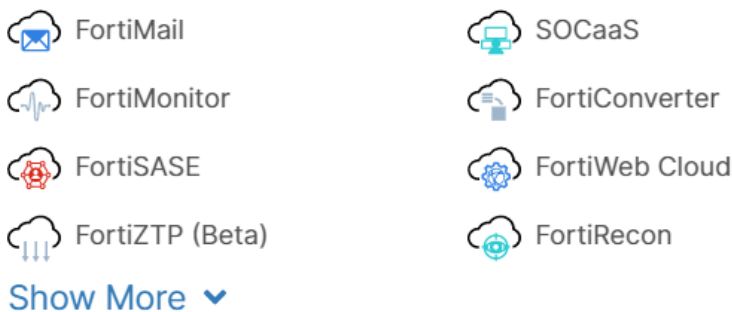 FortiMail SOCaaS
FortiMonitor FortiConverter
FortiSASE FortiWeb Cloud
FortiZTP (Beta) FortiRecon
Show More